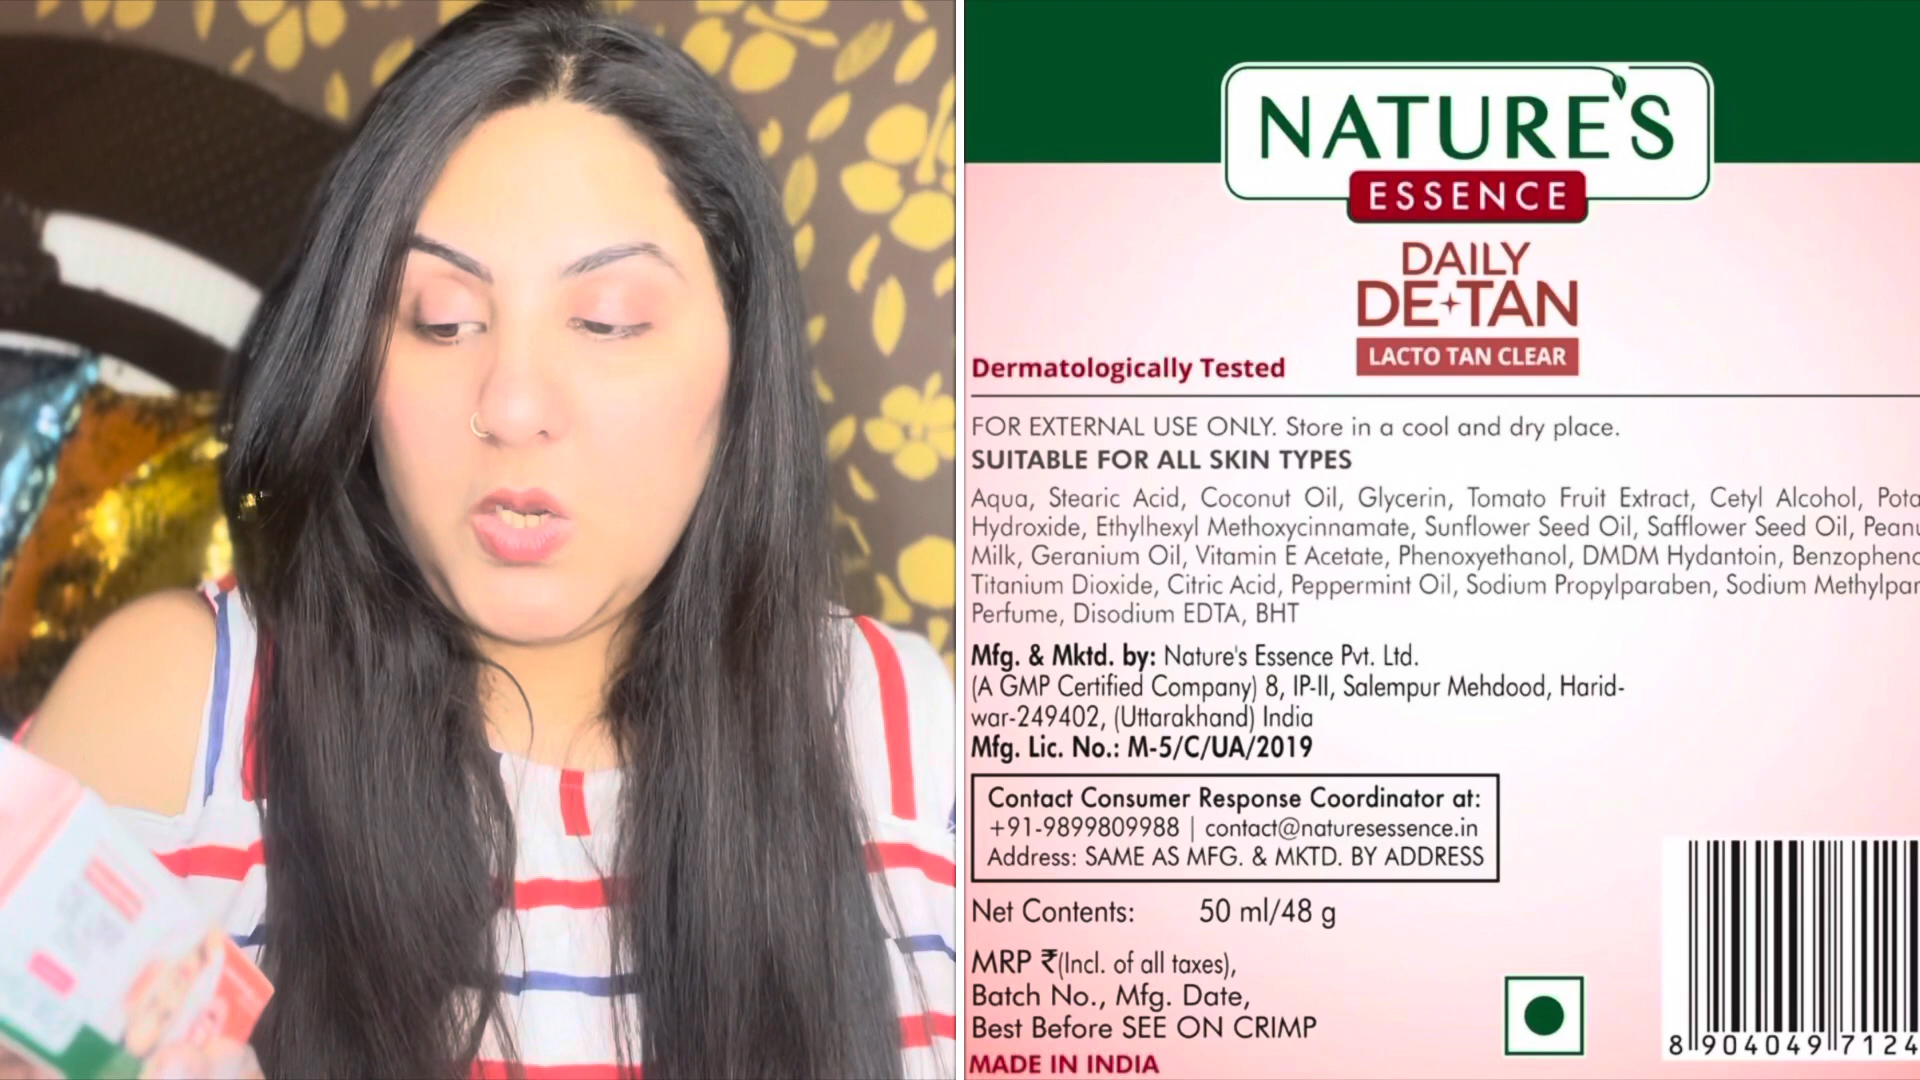 NATURE'S
ESSENCE
DAILY
DE+TAN
LACTO TAN CLEAR
Dermatologically Tested
FOR EXTERNAL USE ONLY. Store in a cool and dry place.
SUITABLE FOR ALL SKIN TYPES
Aqua, Stearic Acid, Coconut Oil, Glycerin, Tomato Fruit Extract, Cetyl Alcohol,
Hydroxide, Ethylhexyl Methoxycinnamate, Sunflower Seed Oil, Safflower Seed Oil,
Milk, Geranium Oil, Vitamin E Acetate, Phenoxyethanol, DMDM Hydantoin,
Titanium Dioxide, Citric Acid, Peppermint Oil, Sodium Propylparaben, Sodium
Perfume, Disodium EDTA, BHT
Mfg. & Mktd. by: Nature's Essence Pvt. Ltd.
(A GMP Certified Company) 8, IP-II, Salempur Mehdood, Harid-
war-249402, (Uttarakhand) India
Mfg. Lic. No.: M-5/C/UA/2019
Contact Consumer Response Coordinator at:
+91-9899809988 | contact@naturesessence.in
Address: SAME AS MFG. & MKTD. BY ADDRESS
Net Contents: 50 ml/48 g
MRP ₹(Incl. of all taxes),
Batch No., Mfg. Date,
Best Before SEE ON CRIMP
MADE IN INDIA
8 904049 7124